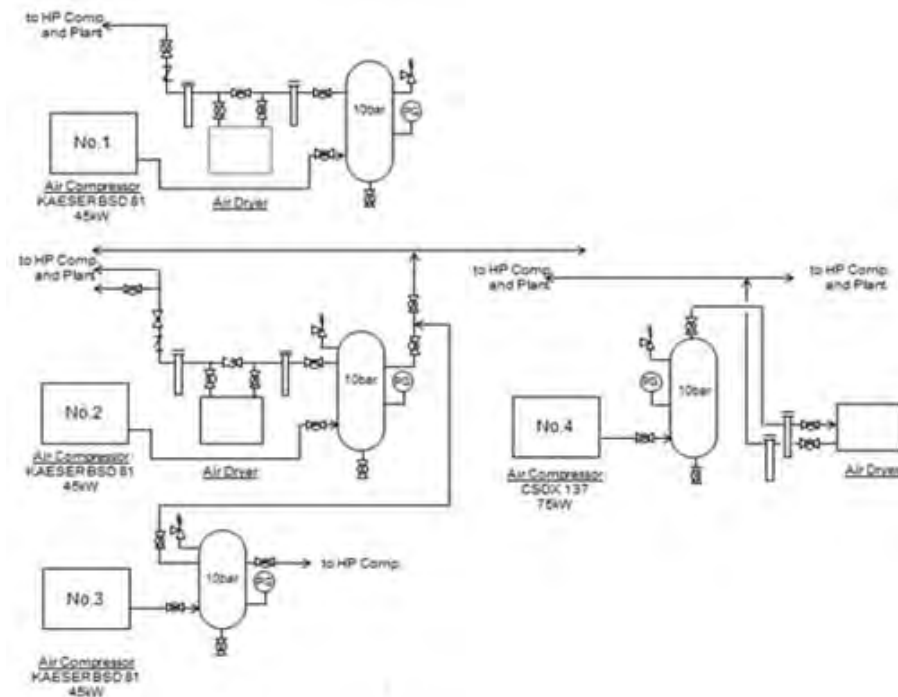 to HP Comp.
and Plant
10bar
PG
No.1
Air Compressor
KAESER BSD 81
45kW
Air Dryer
to HP Comp.
and Plant
10bar
PG
No.2
Air Compressor
KAESER BSD 81
45kW
Air Dryer
10bar
PG
to HP Comp.
No.3
Air Compressor
KAESER BSD 81
45kW
to HP Comp.
and Plant
to HP Comp.
and Plant
10bar
PG
No.4
Air Compressor
CSDX 137
75kW
Air Dryer